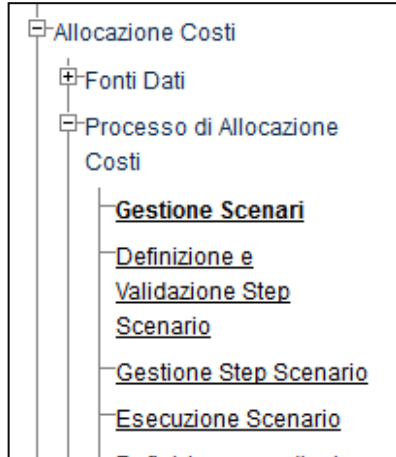 Allocazione Costi
Fonti Dati
Processo di Allocazione
Costi
Gestione Scenari
Definizione e
Validazione Step
Scenario
Gestione Step Scenario
Esecuzione Scenario